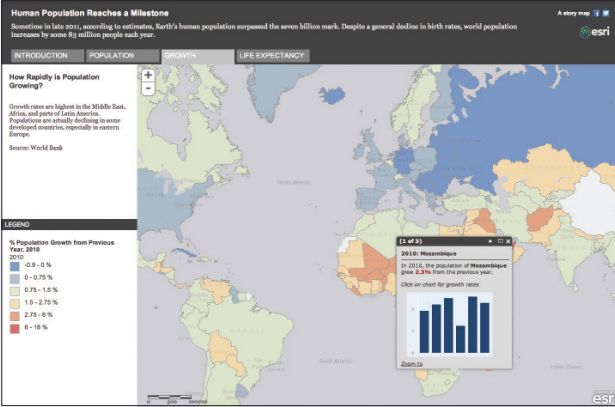 Human Population Reaches a Milestone
A story map
Sometime in late 2011, according to estimates, Earth's human population surpassed the seven billion mark. Despite a general decline in birth rates, world population
increases by some 83 million people each year.
esri
INTRODUCTION POPULATION GROWTH LIFE EXPECTANCY
How Rapidly is Population
Growing?
Growth rates are highest in the Middle East,
Africa, and parts of Latin America.
Populations are actually declining in some
developed countries, especially in eastern
Europe.
Source: World Bank
+
-
LEGEND
% Population Growth from Previous
Year, 2010
2010
-0.9 - 0 %
0 - 0.75 %
0.75 - 1.5 %
1.5 - 2.75 %
2.75 - 6 %
6 - 18 %
(1 of 3)
2010: Mozambique
In 2010, the population of Mozambique
grew 2.3% from the previous year.
Click on chart for growth rates
Zoom to
esri